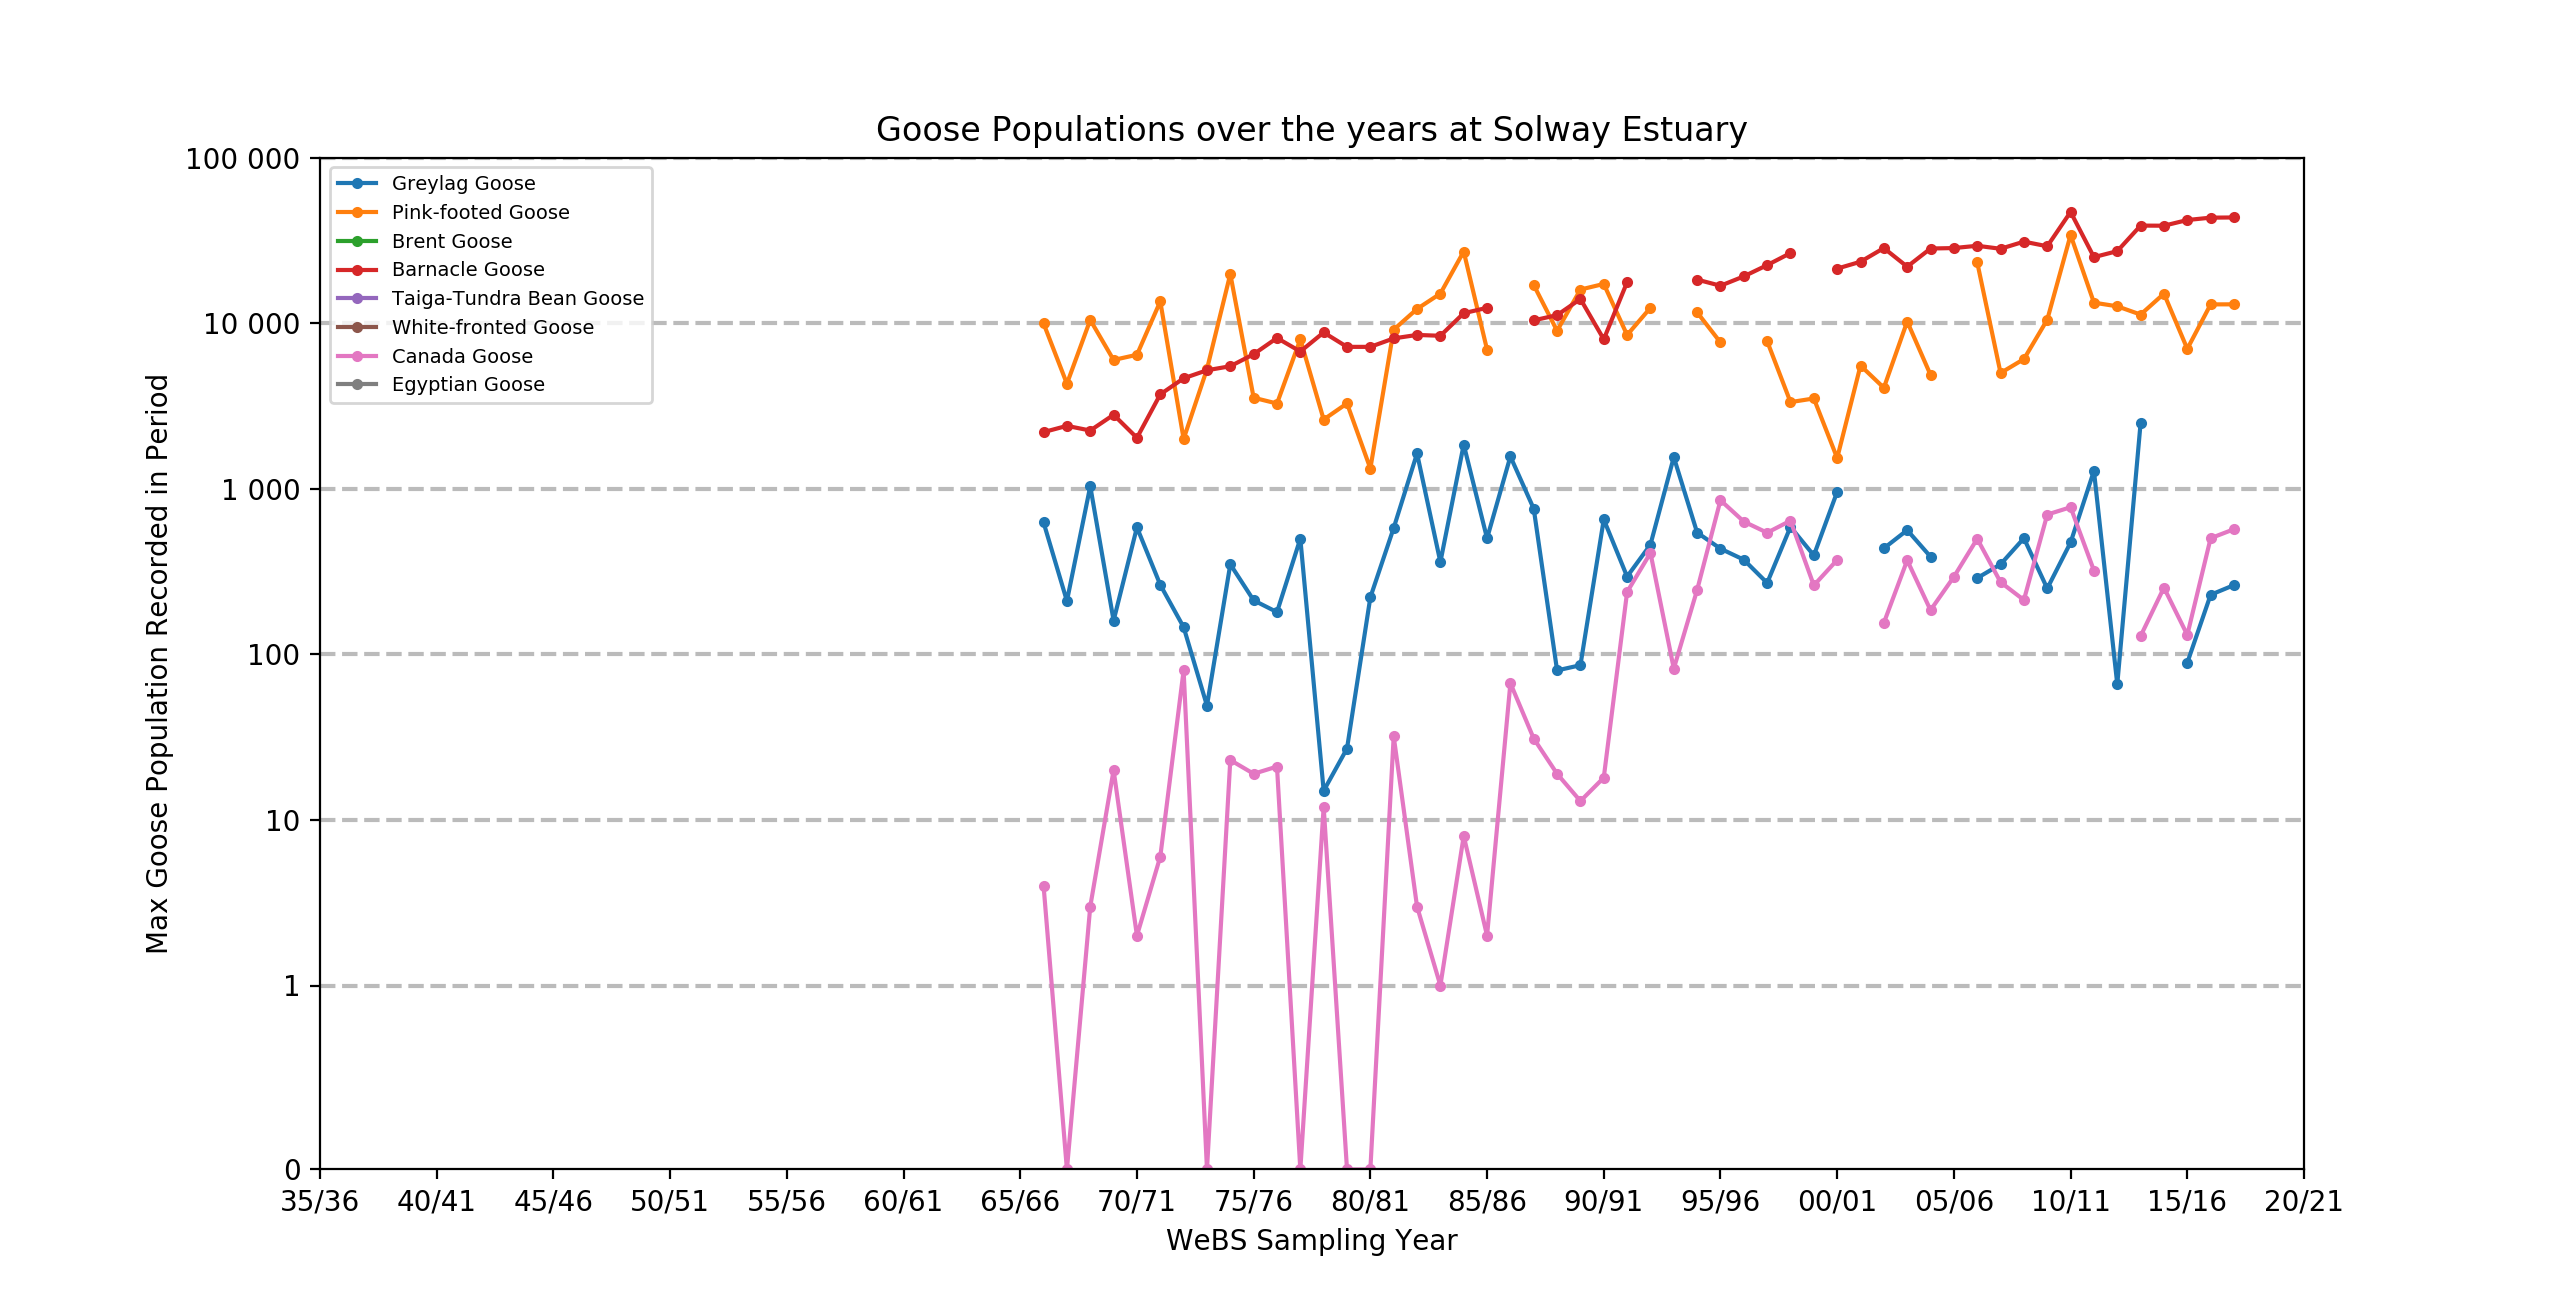 Goose Populations over the years at Solway Estuary
100 000
10 000
1 000
100
10
1
0
Max Goose Population Recorded in Period
Greylag Goose
Pink-footed Goose
Brent Goose
Barnacle Goose
Taiga-Tundra Bean Goose
White-fronted Goose
Canada Goose
Egyptian Goose
35/36 40/41 45/46 50/51 55/56 60/61 65/66 70/71 75/76 80/81 85/86 90/91 95/96 00/01 05/06 10/11 15/16 20/21
WeBS Sampling Year